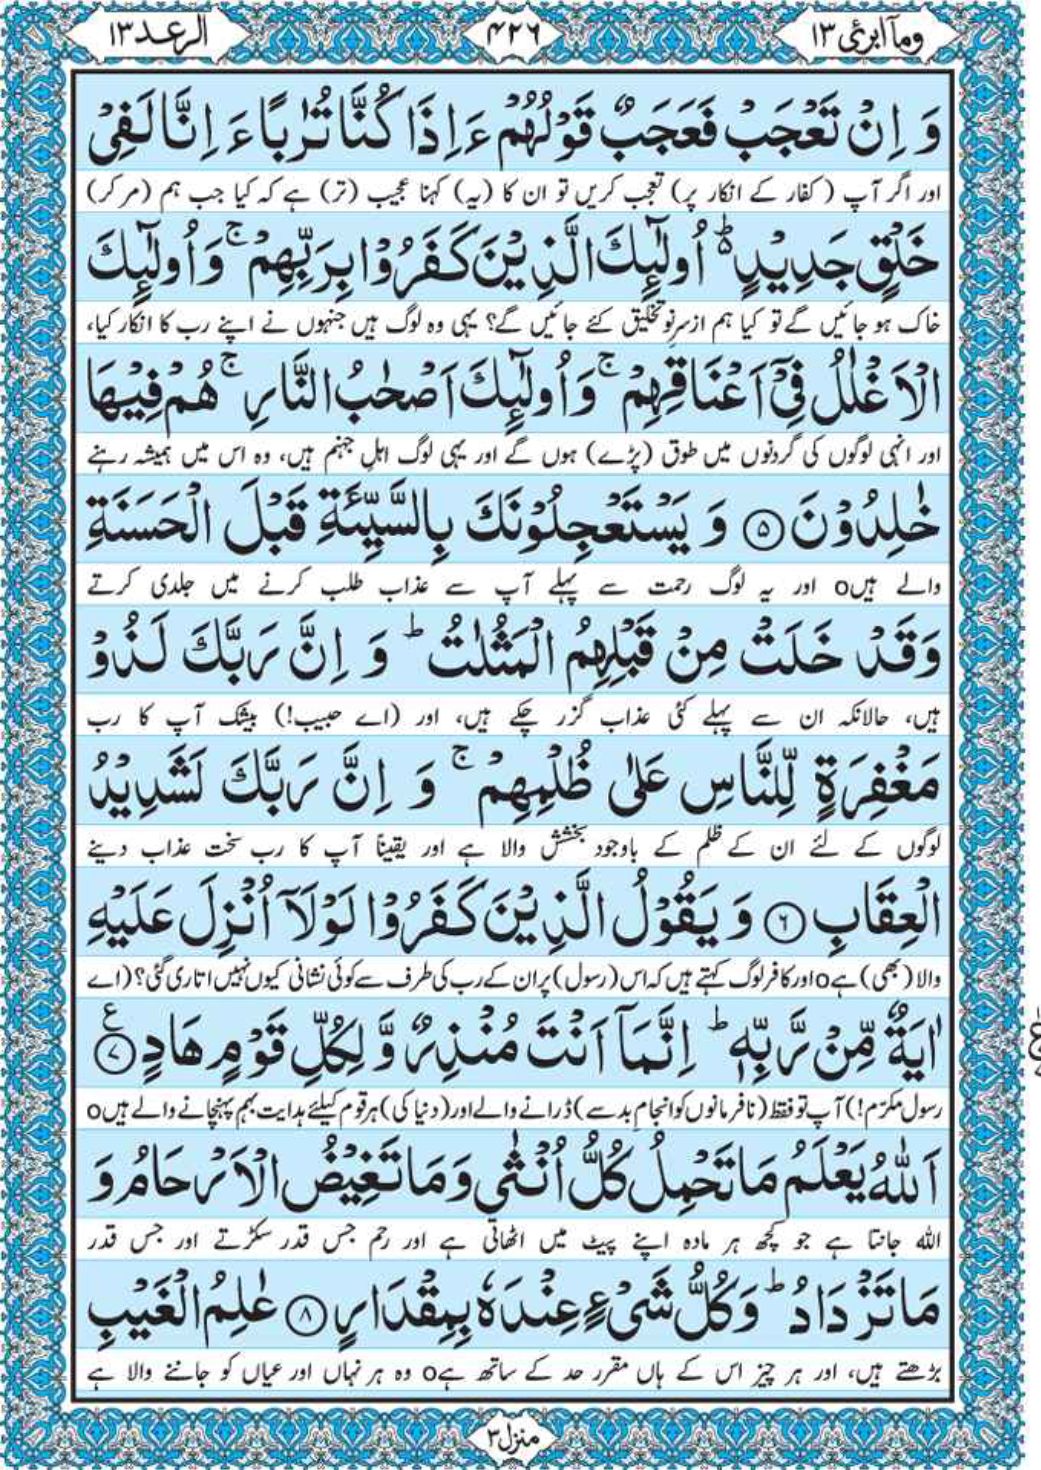 الرعد ۱۳
۴۲۶
ومآ ابرئ ۱۳
وَ اِنْ تَعْجَبْ فَعَجَبٌ قَوْلُهُمْ ءَاِذَا كُنَّا تُرٰبًا ءَاِنَّا لَفِیْ
اور اگر آپ (کفار کے انکار پر) تعجب کریں تو ان کا (یہ) کہنا عجیب (تر) ہے کہ کیا جب ہم (مر کر)
خَلْقٍ جَدِیْدٍ ؕ۬ اُولٰٓئِكَ الَّذِیْنَ كَفَرُوْا بِرَبِّهِمْ ۚ وَ اُولٰٓئِكَ
خاک ہو جائیں گے تو کیا ہم ازسرِنو تخلیق کئے جائیں گے؟ یہی وہ لوگ ہیں جنہوں نے اپنے رب کا انکار کیا،
الْاَغْلٰلُ فِیْۤ اَعْنَاقِهِمْ ۚ وَ اُولٰٓئِكَ اَصْحٰبُ النَّارِ ۚ هُمْ فِیْهَا
اور انہی لوگوں کی گردنوں میں طوق (پڑے) ہوں گے اور یہی لوگ اہلِ جہنم ہیں، وہ اس میں ہمیشہ رہنے
خٰلِدُوْنَ ۝۵ وَ یَسْتَعْجِلُوْنَكَ بِالسَّیِّئَةِ قَبْلَ الْحَسَنَةِ
والے ہیںo اور یہ لوگ رحمت سے پہلے آپ سے عذاب طلب کرنے میں جلدی کرتے
وَ قَدْ خَلَتْ مِنْ قَبْلِهِمُ الْمَثُلٰتُ ؕ وَ اِنَّ رَبَّكَ لَذُوْ
ہیں، حالانکہ ان سے پہلے کئی عذاب گزر چکے ہیں، اور (اے حبیب!) بیشک آپ کا رب
مَغْفِرَةٍ لِّلنَّاسِ عَلٰی ظُلْمِهِمْ ۚ وَ اِنَّ رَبَّكَ لَشَدِیْدُ
لوگوں کے لئے ان کے ظلم کے باوجود بخشش والا ہے اور یقیناً آپ کا رب سخت عذاب دینے
الْعِقَابِ ۝۶ وَ یَقُوْلُ الَّذِیْنَ كَفَرُوْا لَوْلَاۤ اُنْزِلَ عَلَیْهِ
والا (بھی) ہےo اور کافر لوگ کہتے ہیں کہ اس (رسول) پر ان کے رب کی طرف سے کوئی نشانی کیوں نہیں اتاری گئی؟ (اے
اٰیَةٌ مِّنْ رَّبِّهٖ ؕ اِنَّمَاۤ اَنْتَ مُنْذِرٌ وَّ لِكُلِّ قَوْمٍ هَادٍ ۝۷ ع
رسولِ مکرّم!) آپ تو فقط (نافرمانوں کو انجامِ بد سے) ڈرانے والے اور (دنیا کی) ہر قوم کیلئے ہدایت بہم پہنچانے والے ہیںo
اَللّٰهُ یَعْلَمُ مَا تَحْمِلُ كُلُّ اُنْثٰی وَ مَا تَغِیْضُ الْاَرْحَامُ وَ
اللہ جانتا ہے جو کچھ ہر مادہ اپنے پیٹ میں اٹھاتی ہے اور رحم جس قدر سکڑتے اور جس قدر
مَا تَزْدَادُ ؕ وَ كُلُّ شَیْءٍ عِنْدَهٗ بِمِقْدَارٍ ۝۸ عٰلِمُ الْغَیْبِ
بڑھتے ہیں، اور ہر چیز اس کے ہاں مقرر حد کے ساتھ ہےo وہ ہر نہاں اور عیاں کو جاننے والا ہے
منزل ۳